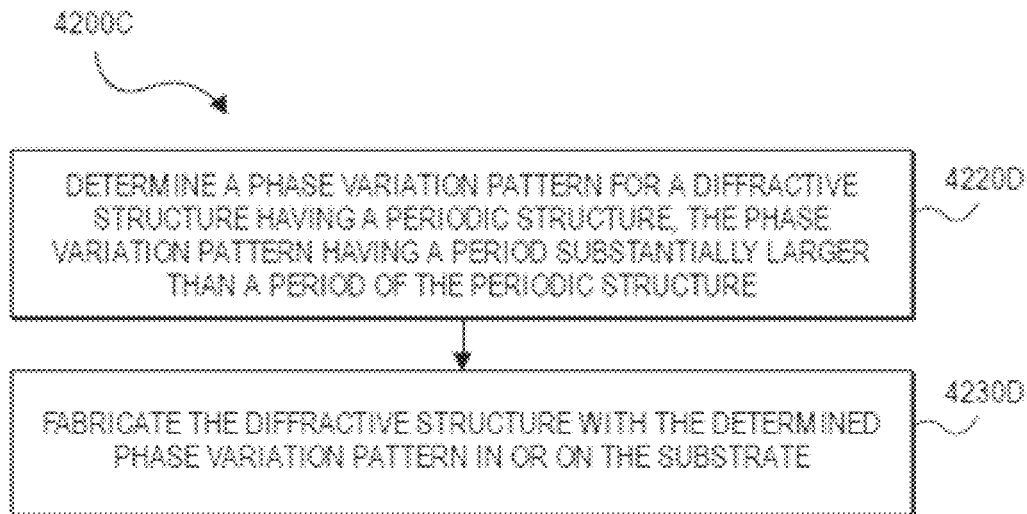 4200C
DETERMINE A PHASE VARIATION PATTERN FOR A DIFFRACTIVE
4220D
STRUCTURE HAVING A PERIODIC STRUCTURE, THE PHASE
VARIATION PATTERN HAVING A PERIOD SUBSTANTIALLY LARGER
THAN A PERIOD OF THE PERIODIC STRUCTURE
4230D
FABRICATE THE DIFFRACTIVE STRUCTURE WITH THE DETERMINED
PHASE VARIATION PATTERN IN OR ON THE SUBSTRATE